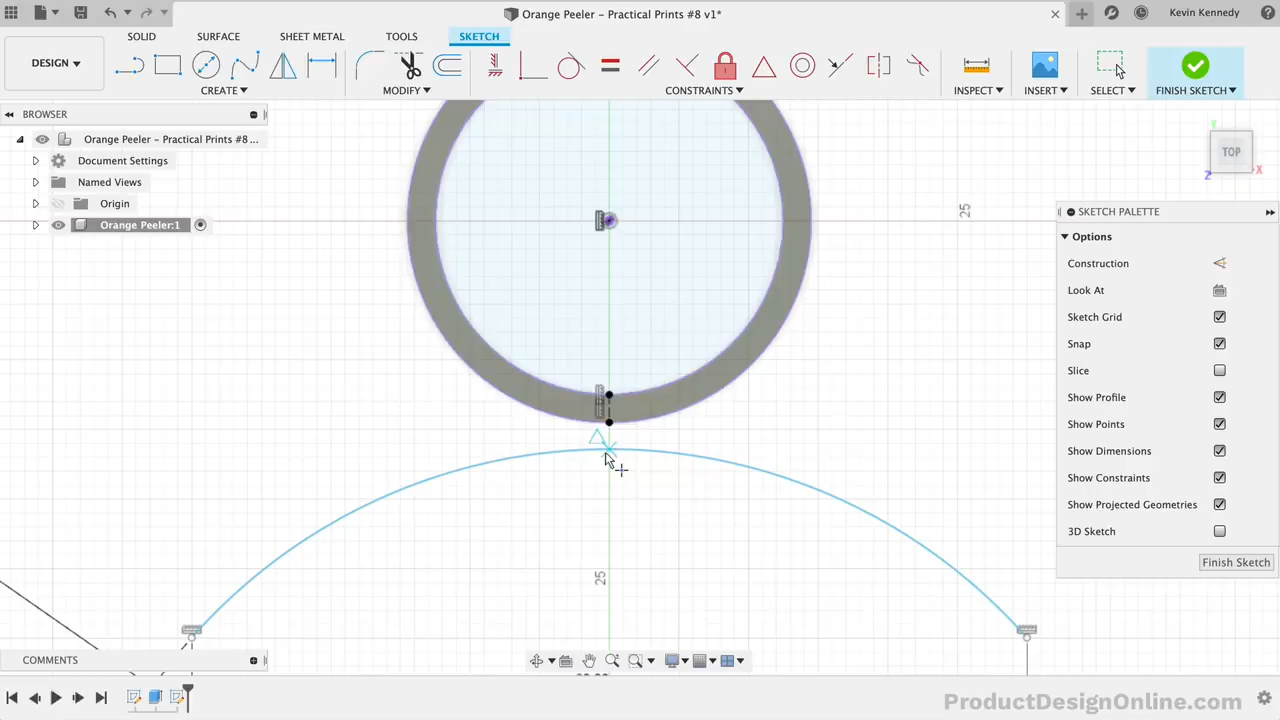 Orange Peeler - Practical Prints #8 v1*
Kevin Kennedy
DESIGN
SOLID
SURFACE
SHEET METAL
TOOLS
SKETCH
CREATE
MODIFY
CONSTRAINTS
INSPECT
INSERT
SELECT
FINISH SKETCH
BROWSER
Orange Peeler - Practical Prints #8 ...
Document Settings
Named Views
Origin
Orange Peeler:1
TOP
Y
X
Z
25
SKETCH PALETTE
Options
Construction
Look At
Sketch Grid
Snap
Slice
Show Profile
Show Points
Show Dimensions
Show Constraints
Show Projected Geometries
3D Sketch
Finish Sketch
25
COMMENTS
ProductDesignOnline.com